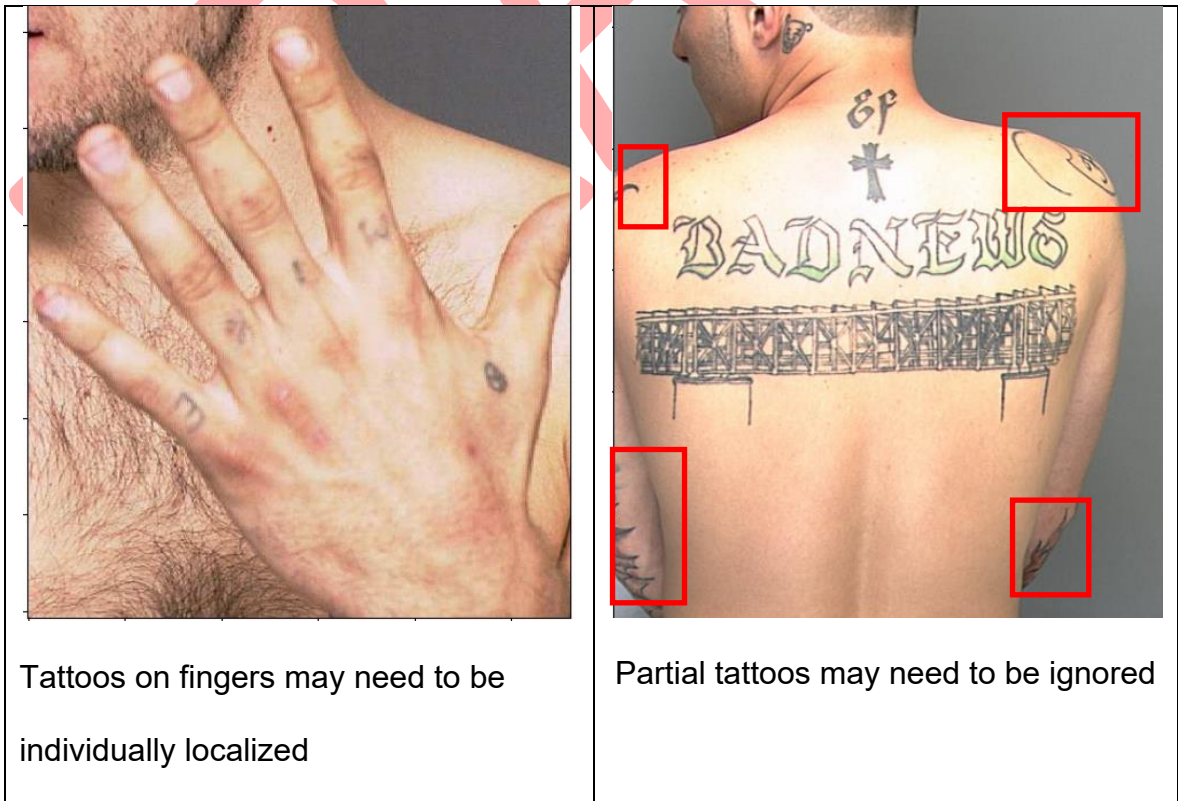 Ef
BADNEWS
Tattoos on fingers may need to be
individually localized
Partial tattoos may need to be ignored